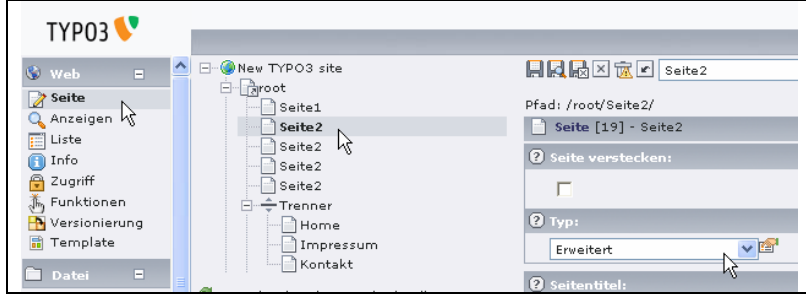 TYPO3
Web
Seite
Anzeigen
Liste
Info
Zugriff
Funktionen
Versionierung
Template
Datei
New TYPO3 site
root
Seite1
Seite2
Seite2
Seite2
Seite2
Trenner
Home
Impressum
Kontakt
Seite2
Pfad: /root/Seite2/
Seite [19] - Seite2
Seite verstecken:
Typ:
Erweitert
Seitentitel: